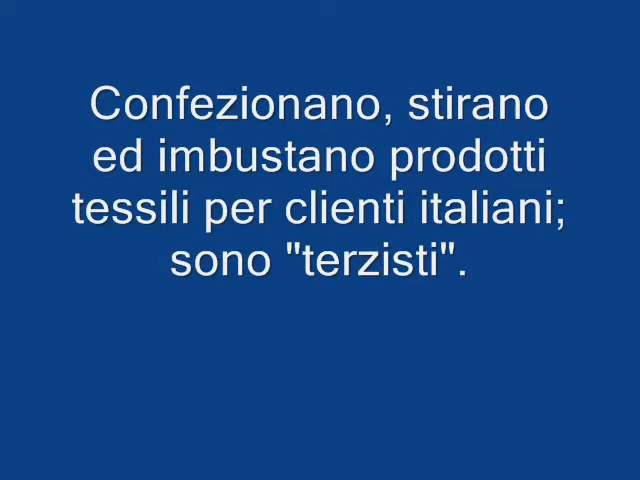 Confezionano, stirano
ed imbustano prodotti
tessili per clienti italiani;
sono "terzisti".